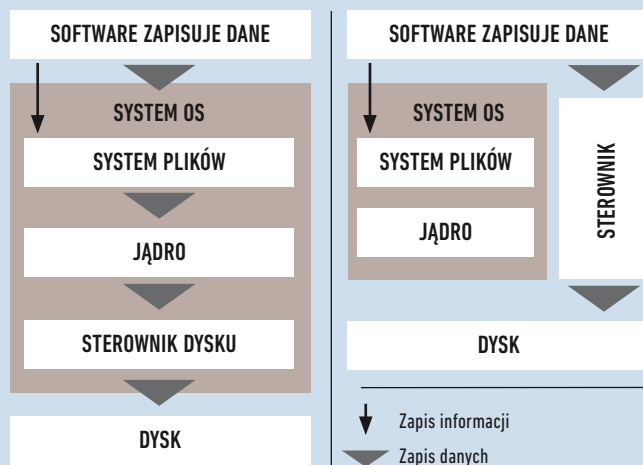 SOFTWARE ZAPISUJE DANE
SYSTEM OS
SYSTEM PLIKÓW
JĄDRO
STEROWNIK DYSKU
DYSK
SOFTWARE ZAPISUJE DANE
SYSTEM OS
SYSTEM PLIKÓW
JĄDRO
STEROWNIK
DYSK
Zapis informacji
Zapis danych